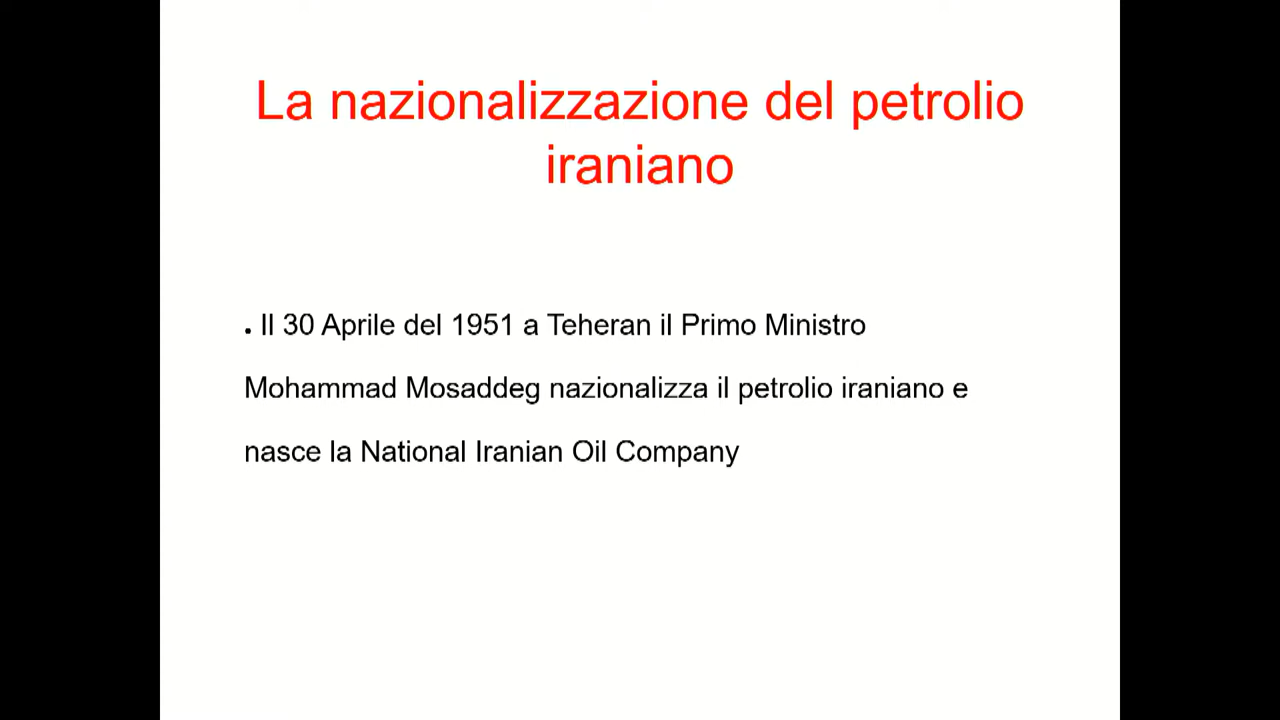 La nazionalizzazione del petrolio
iraniano
● Il 30 Aprile del 1951 a Teheran il Primo Ministro
Mohammad Mosaddeg nazionalizza il petrolio iraniano e
nasce la National Iranian Oil Company